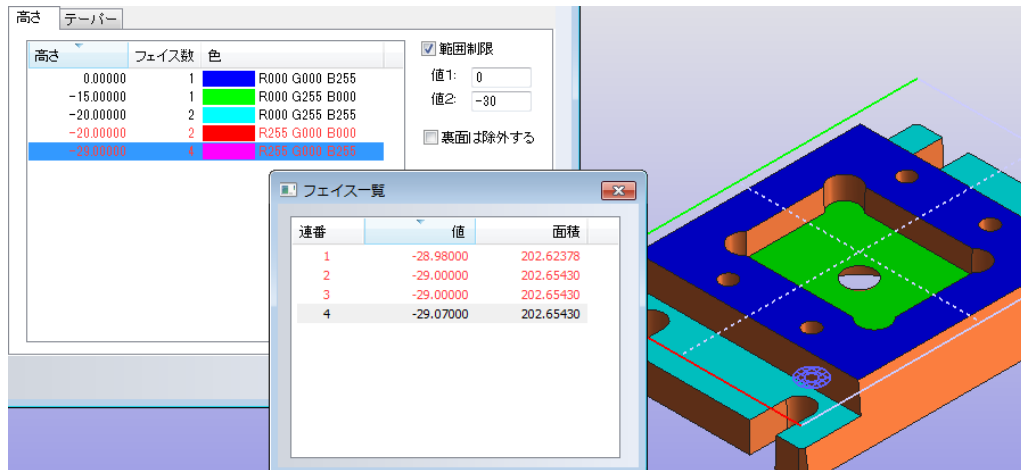 高さ テーパー
高さ フェイス数 色
0.00000 1 R000 G000 B255
-15.00000 1 R000 G255 B000
-20.00000 2 R000 G255 B255
-20.00000 2 R255 G000 B000
-29.00000 4 R255 G000 B255
範囲制限
値1: 0
値2: -30
裏面は除外する
フェイス一覧
連番 値 面積
1 -28.98000 202.62378
2 -29.00000 202.65430
3 -29.00000 202.65430
4 -29.07000 202.65430